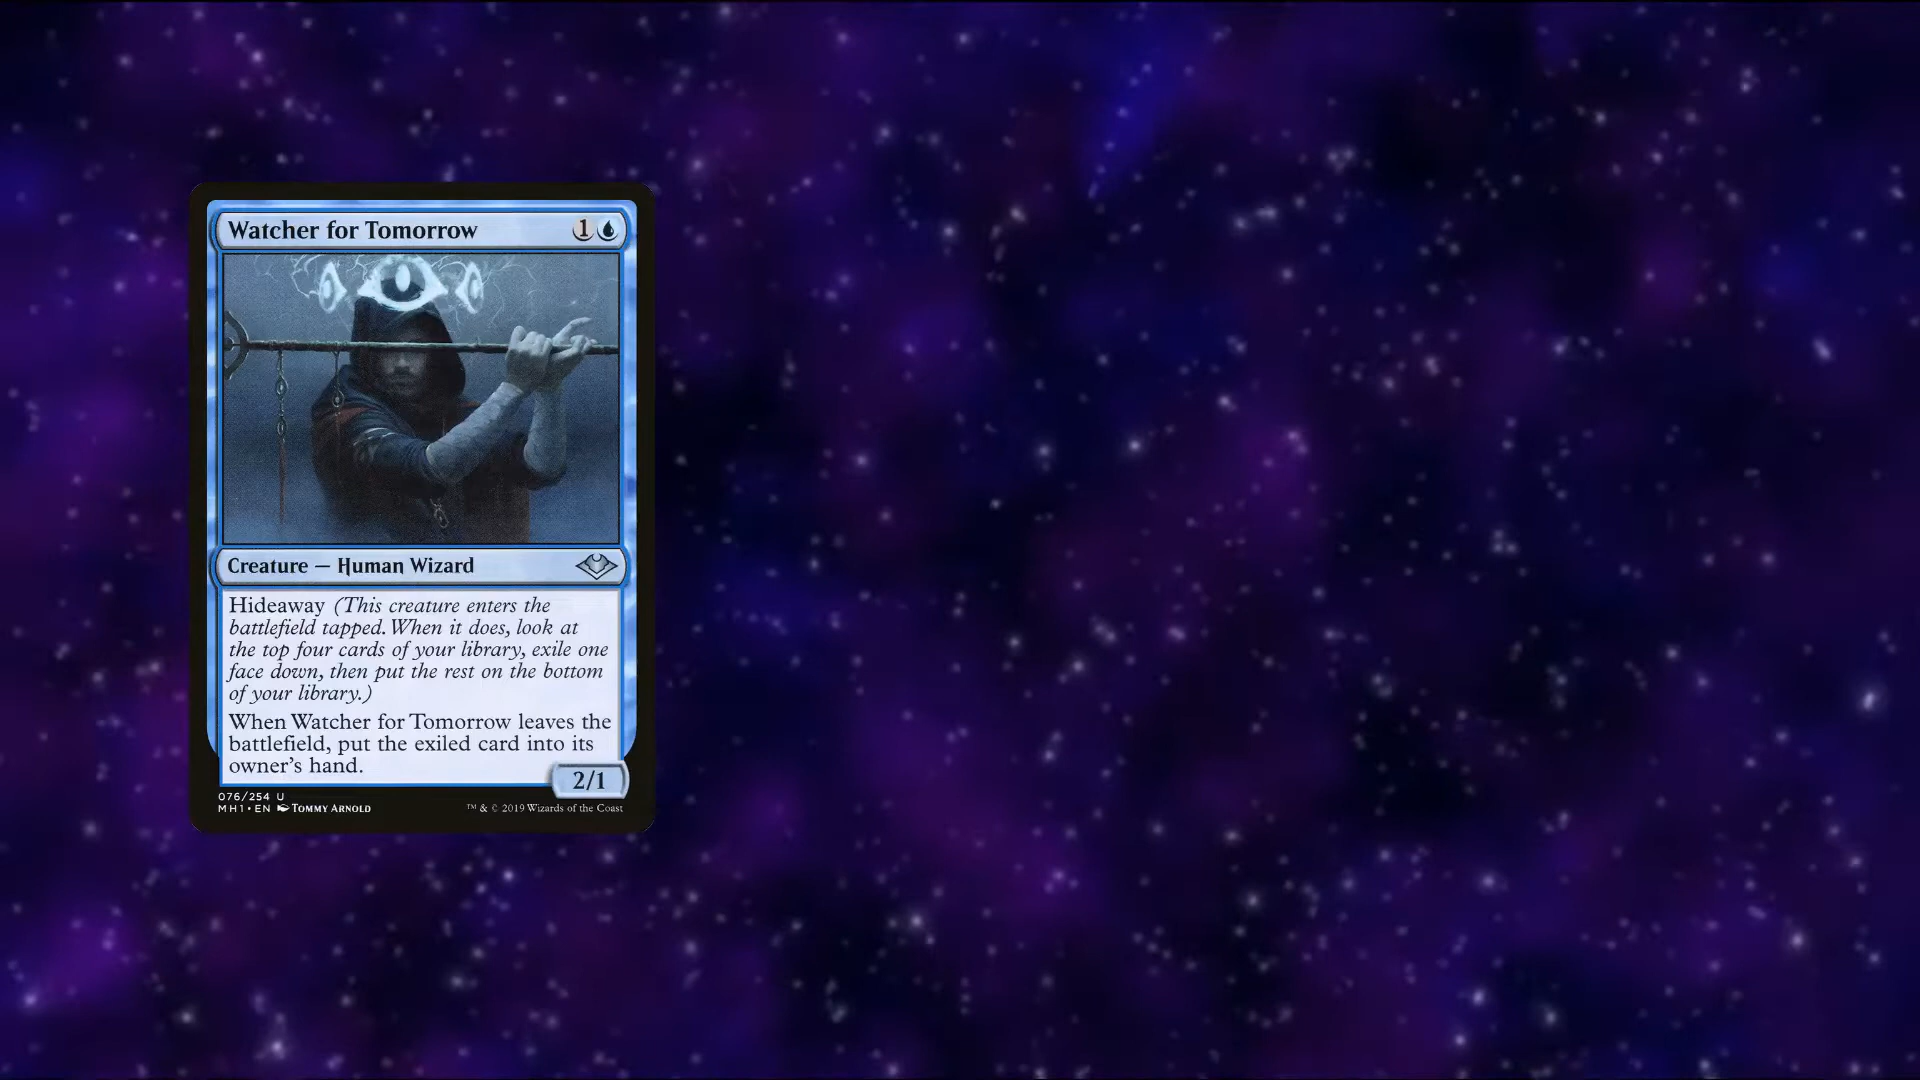 Watcher for Tomorrow 1
Creature — Human Wizard
Hideaway (This creature enters the
battlefield tapped. When it does, look at
the top four cards of your library, exile one
face down, then put the rest on the bottom
of your library.)
When Watcher for Tomorrow leaves the
battlefield, put the exiled card into its
owner's hand.
2/1
076/254 U
MH1 • EN Tommy Arnold
™ & © 2019 Wizards of the Coast